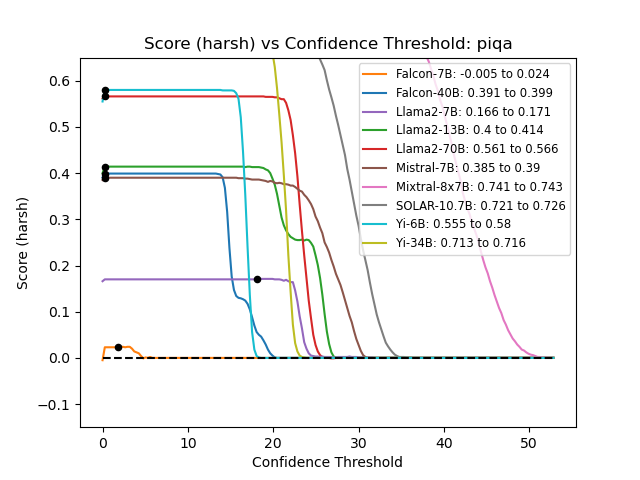 Score (harsh) vs Confidence Threshold: piqa
Falcon-7B: -0.005 to 0.024
Falcon-40B: 0.391 to 0.399
Llama2-7B: 0.166 to 0.171
Llama2-13B: 0.4 to 0.414
Llama2-70B: 0.561 to 0.566
Mistral-7B: 0.385 to 0.39
Mixtral-8x7B: 0.741 to 0.743
SOLAR-10.7B: 0.721 to 0.726
Yi-6B: 0.555 to 0.58
Yi-34B: 0.713 to 0.716
Score (harsh)
0.6
0.5
0.4
0.3
0.2
0.1
0.0
−0.1
0 10 20 30 40 50
Confidence Threshold